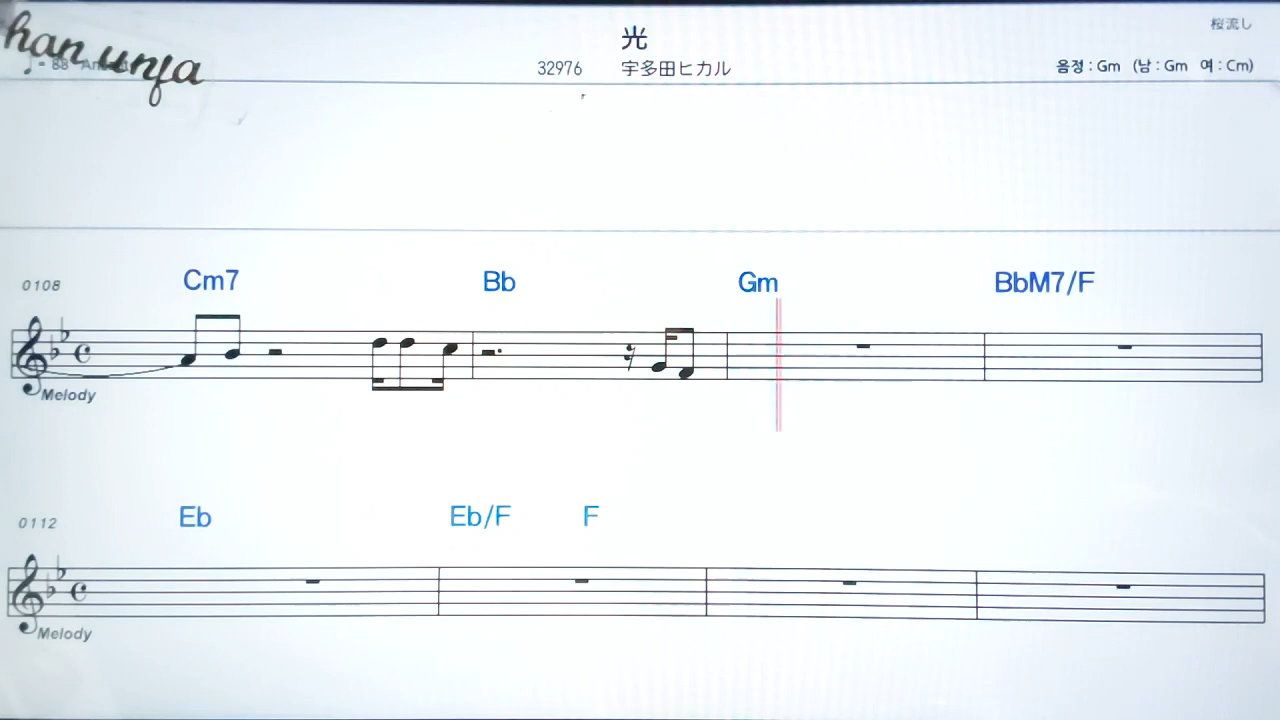 桜流し
光
han unja
♩= 88
32976 宇多田ヒカル
음정 : Gm (남 : Gm 여 : Cm)
0108 Cm7 Bb Gm BbM7/F
Melody
0112 Eb Eb/F F
Melody